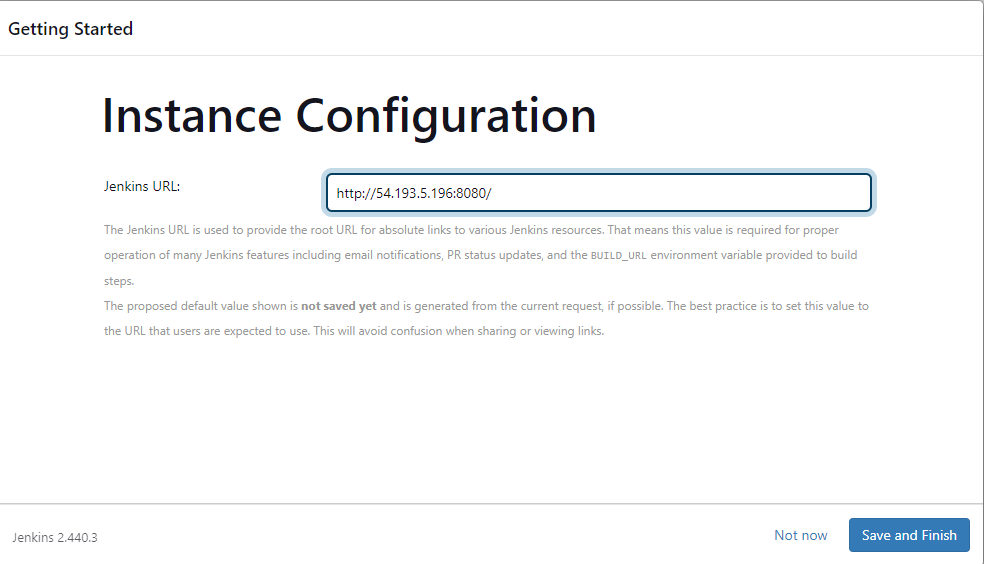 Getting Started
Instance Configuration
Jenkins URL:
http://54.193.5.196:8080/
The Jenkins URL is used to provide the root URL for absolute links to various Jenkins resources. That means this value is required for proper
operation of many Jenkins features including email notifications, PR status updates, and the BUILD_URL environment variable provided to build
steps.
The proposed default value shown is not saved yet and is generated from the current request, if possible. The best practice is to set this value to
the URL that users are expected to use. This will avoid confusion when sharing or viewing links.
Jenkins 2.440.3
Not now
Save and Finish